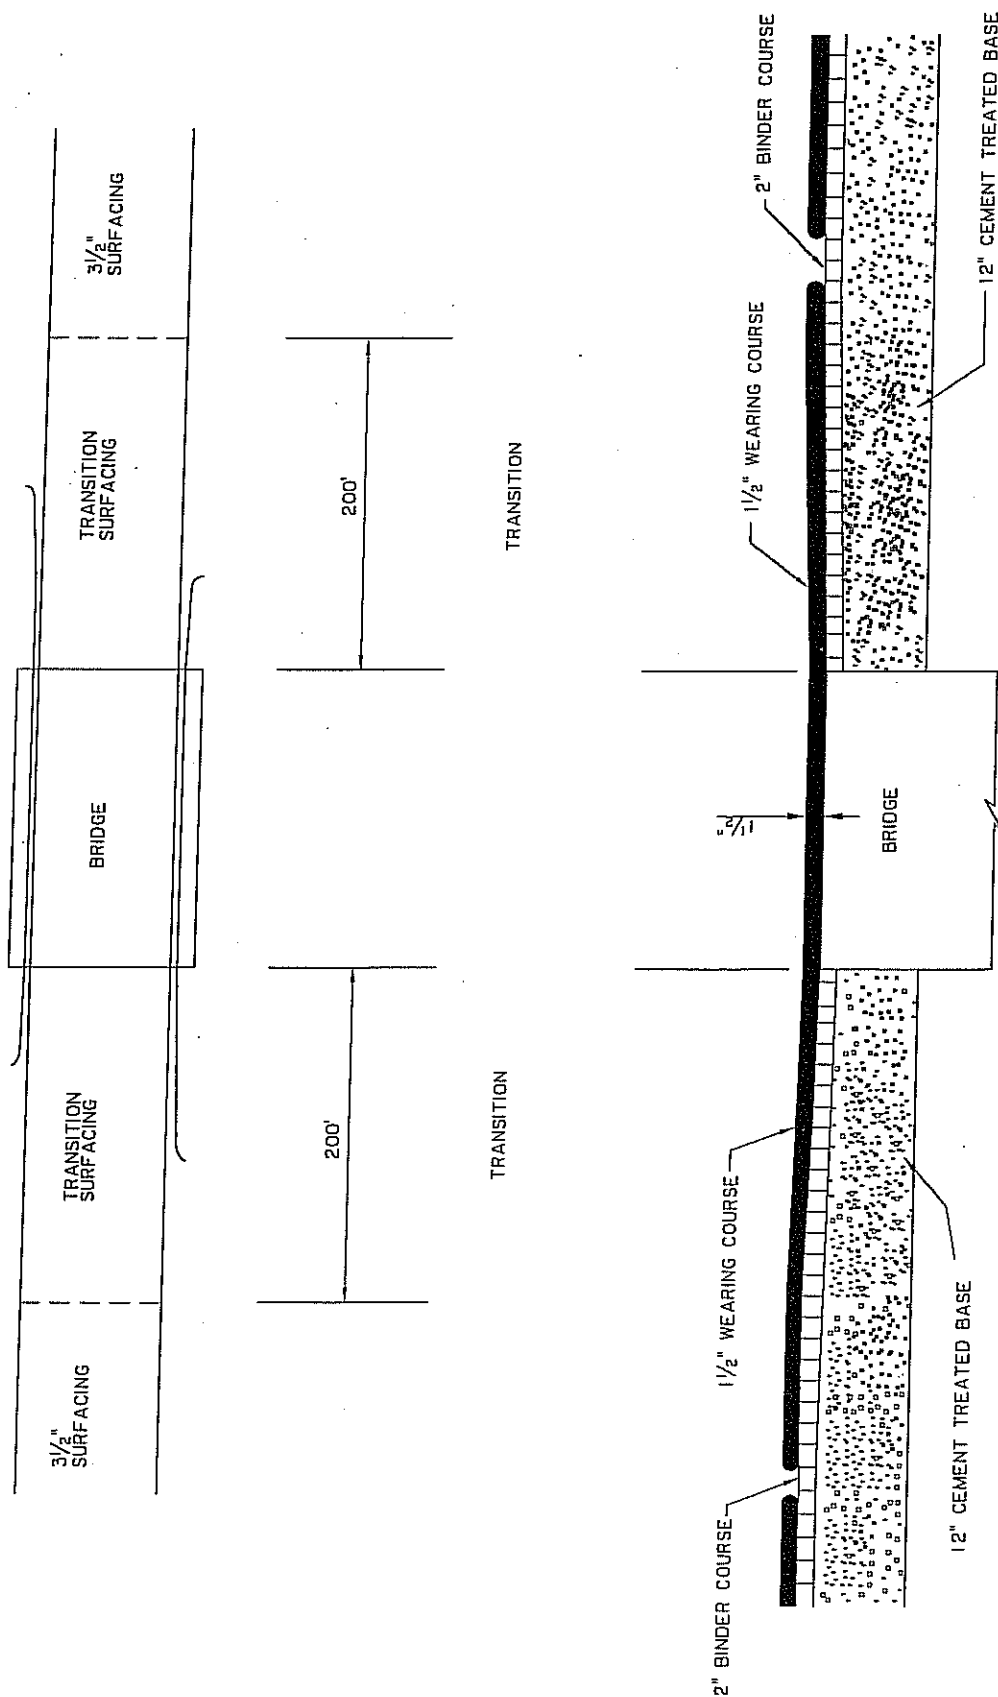 3½"
SURFACING
TRANSITION
SURFACING
BRIDGE
TRANSITION
SURFACING
3½"
SURFACING
200'
200'
TRANSITION
TRANSITION
2" BINDER COURSE
1½" WEARING COURSE
1½"
1½" WEARING COURSE
2" BINDER COURSE
BRIDGE
12" CEMENT TREATED BASE
12" CEMENT TREATED BASE